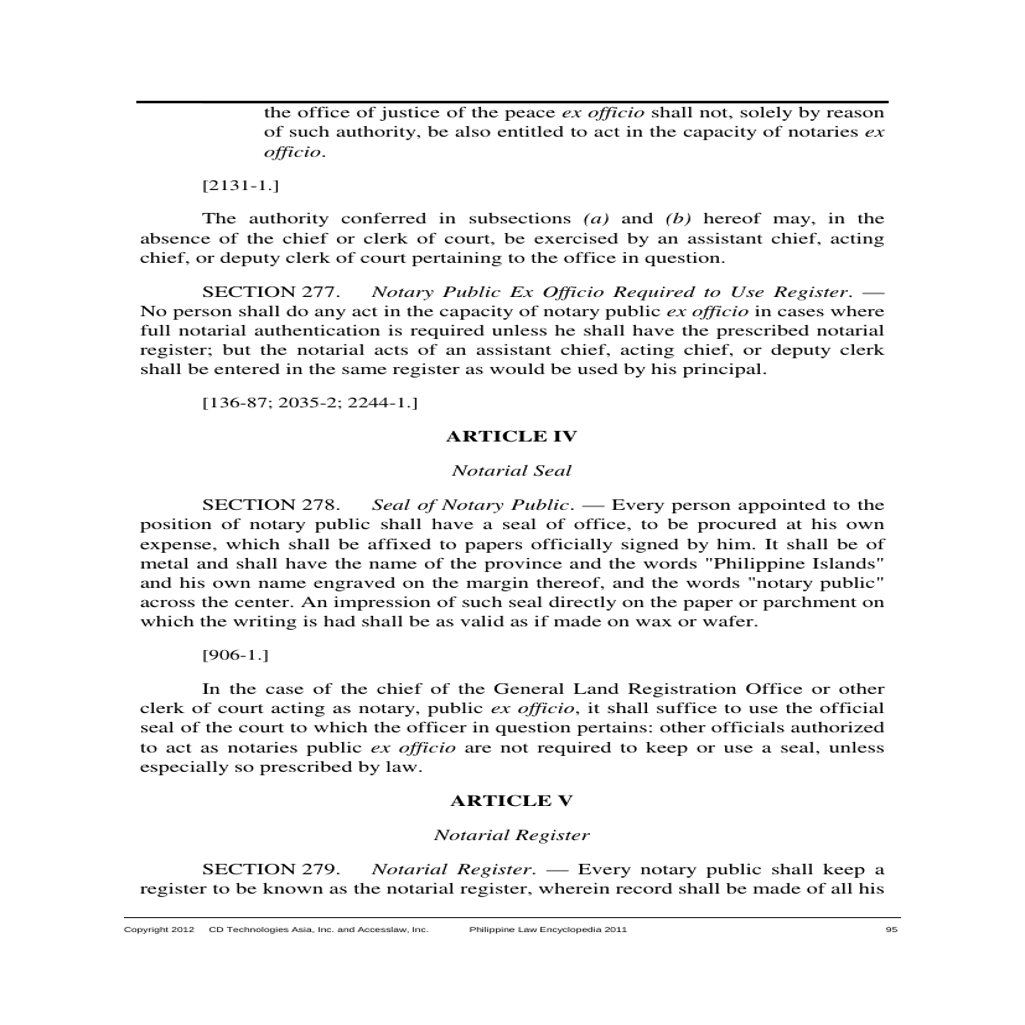 the office of justice of the peace ex officio shall not, solely by reason
of such authority, be also entitled to act in the capacity of notaries ex
officio.
[2131-1.]
The authority conferred in subsections (a) and (b) hereof may, in the
absence of the chief or clerk of court, be exercised by an assistant chief, acting
chief, or deputy clerk of court pertaining to the office in question.
SECTION 277. Notary Public Ex Officio Required to Use Register. —
No person shall do any act in the capacity of notary public ex officio in cases where
full notarial authentication is required unless he shall have the prescribed notarial
register; but the notarial acts of an assistant chief, acting chief, or deputy clerk
shall be entered in the same register as would be used by his principal.
[136-87; 2035-2; 2244-1.]
ARTICLE IV
Notarial Seal
SECTION 278. Seal of Notary Public. — Every person appointed to the
position of notary public shall have a seal of office, to be procured at his own
expense, which shall be affixed to papers officially signed by him. It shall be of
metal and shall have the name of the province and the words "Philippine Islands"
and his own name engraved on the margin thereof, and the words "notary public"
across the center. An impression of such seal directly on the paper or parchment on
which the writing is had shall be as valid as if made on wax or wafer.
[906-1.]
In the case of the chief of the General Land Registration Office or other
clerk of court acting as notary, public ex officio, it shall suffice to use the official
seal of the court to which the officer in question pertains: other officials authorized
to act as notaries public ex officio are not required to keep or use a seal, unless
especially so prescribed by law.
ARTICLE V
Notarial Register
SECTION 279. Notarial Register. — Every notary public shall keep a
register to be known as the notarial register, wherein record shall be made of all his
Copyright 2012 CD Technologies Asia, Inc. and Accesslaw, Inc. Philippine Law Encyclopedia 2011 95